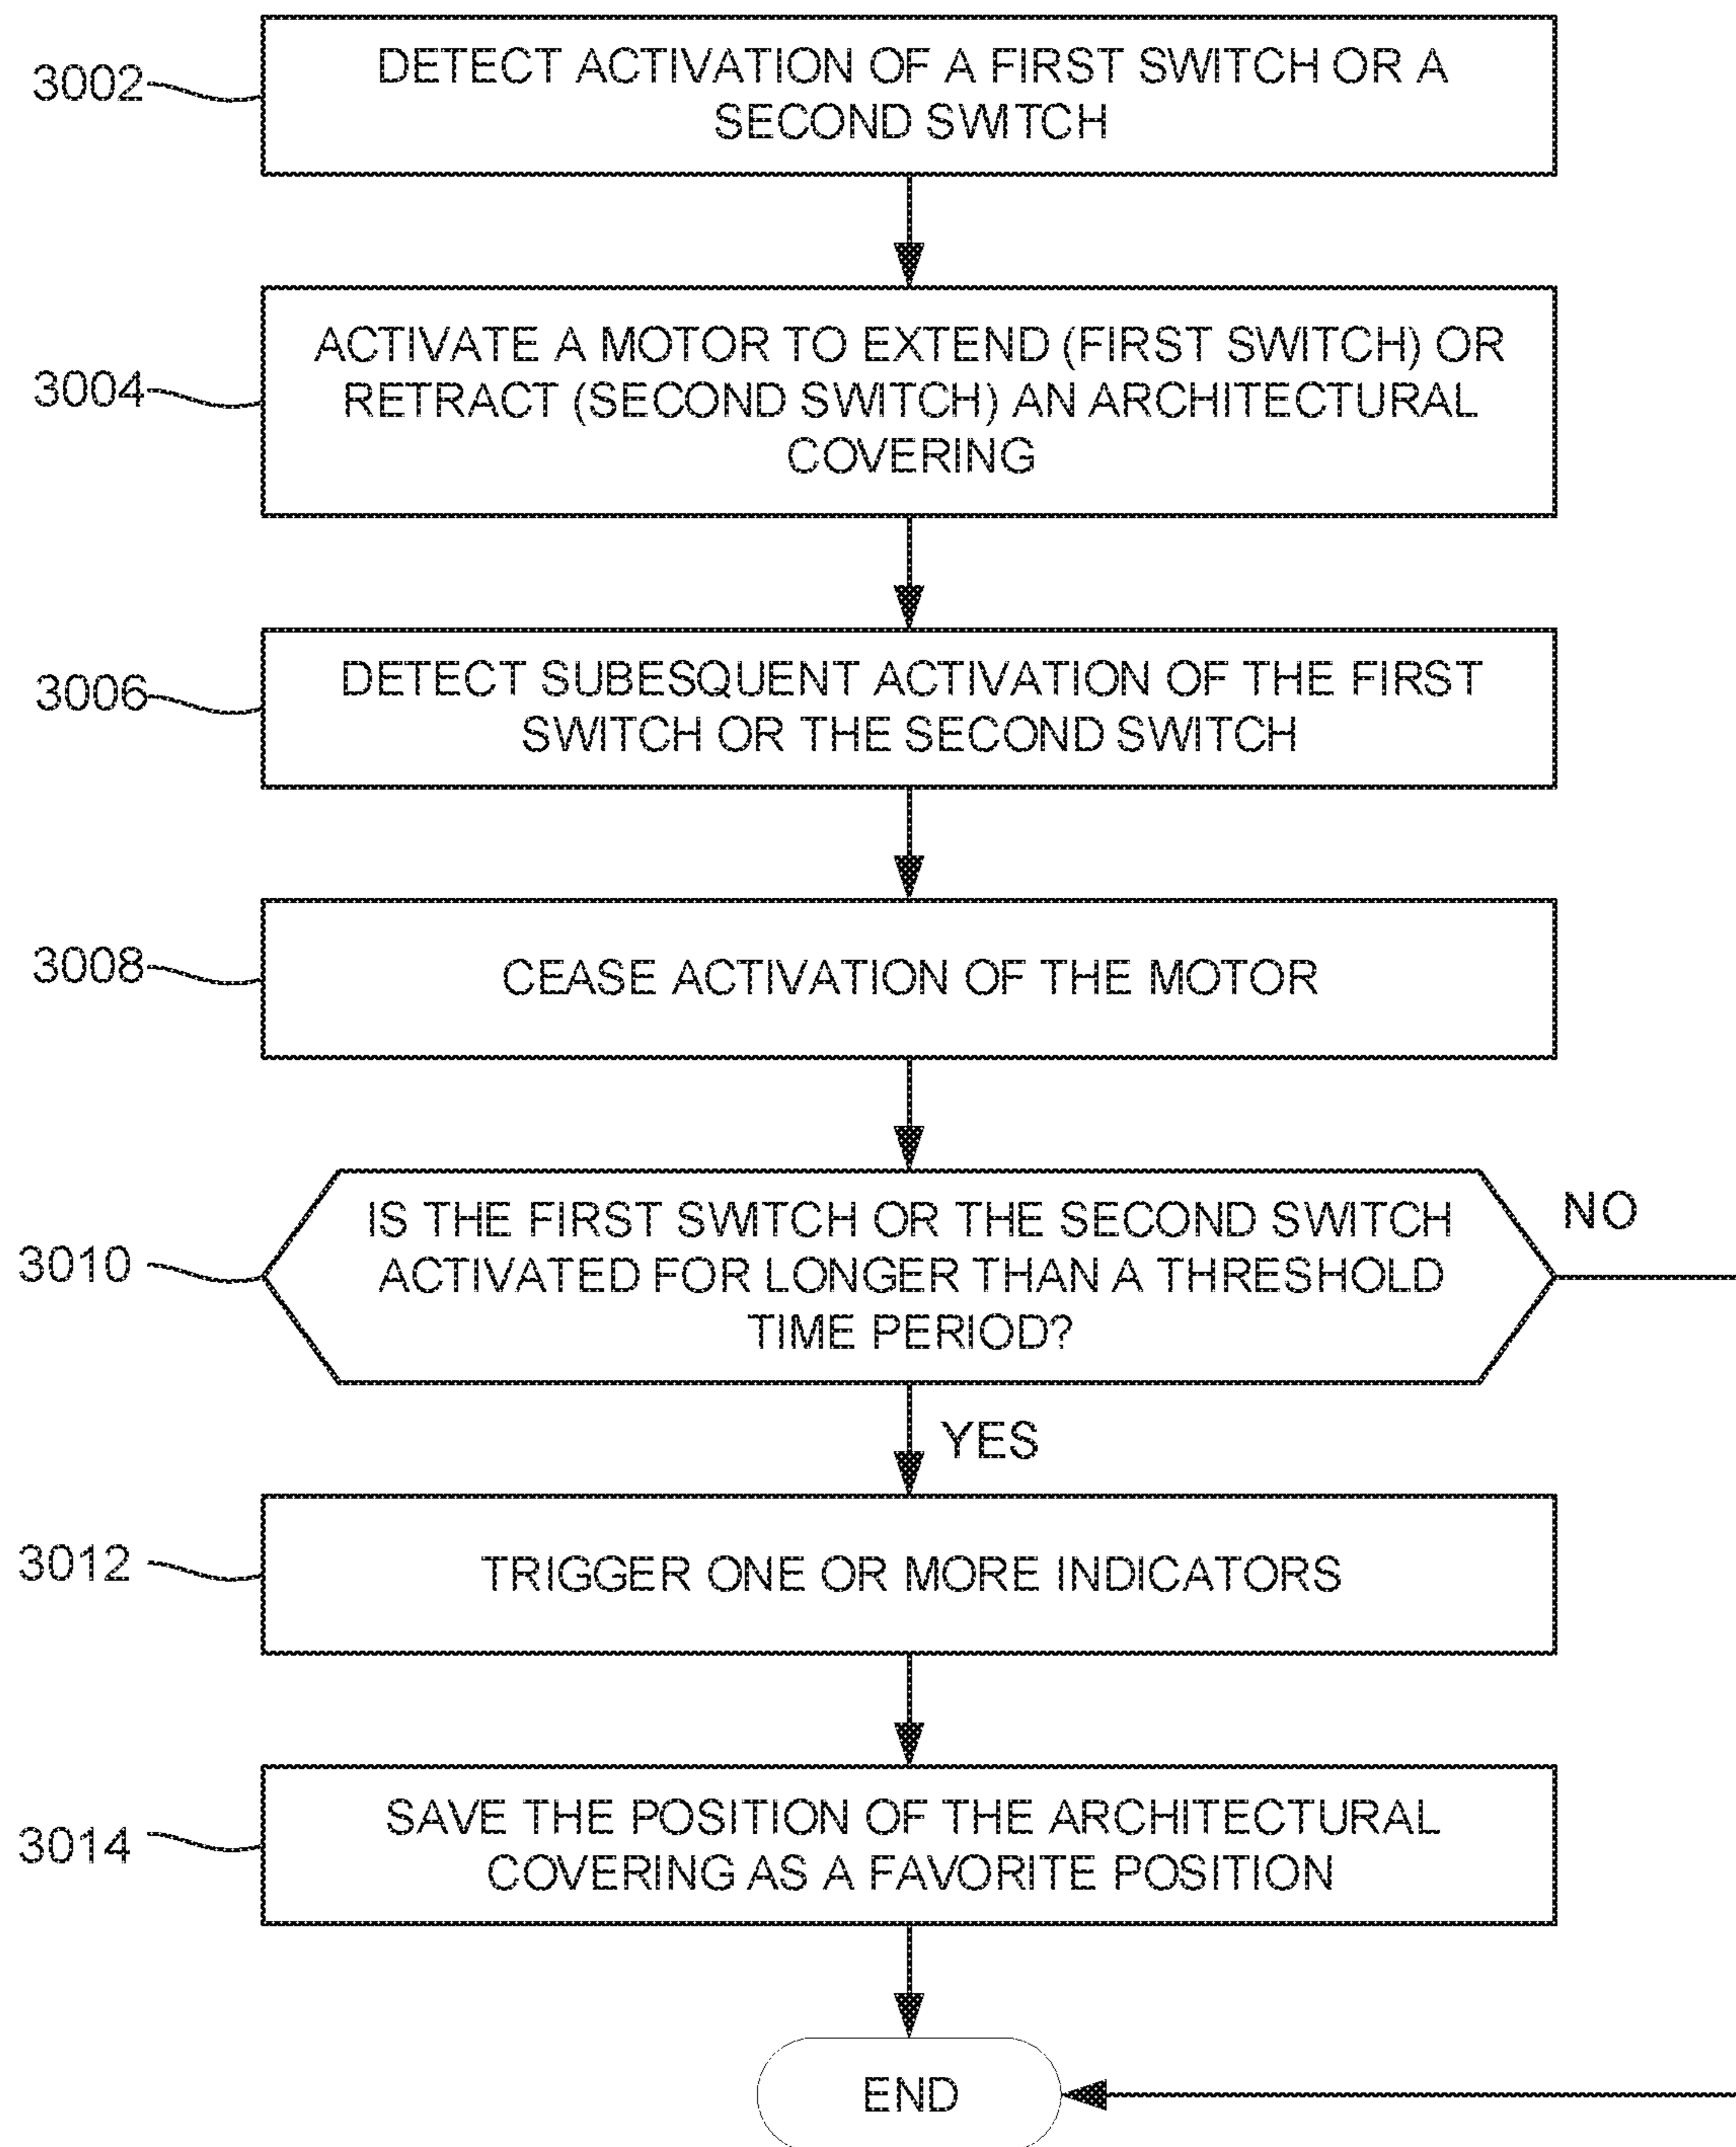 3002
DETECT ACTIVATION OF A FIRST SWITCH OR A
SECOND SWITCH
3004
ACTIVATE A MOTOR TO EXTEND (FIRST SWITCH) OR
RETRACT (SECOND SWITCH) AN ARCHITECTURAL
COVERING
3006
DETECT SUBESQUENT ACTIVATION OF THE FIRST
SWITCH OR THE SECOND SWITCH
3008
CEASE ACTIVATION OF THE MOTOR
3010
IS THE FIRST SWITCH OR THE SECOND SWITCH
ACTIVATED FOR LONGER THAN A THRESHOLD
TIME PERIOD?
NO
YES
3012
TRIGGER ONE OR MORE INDICATORS
3014
SAVE THE POSITION OF THE ARCHITECTURAL
COVERING AS A FAVORITE POSITION
END